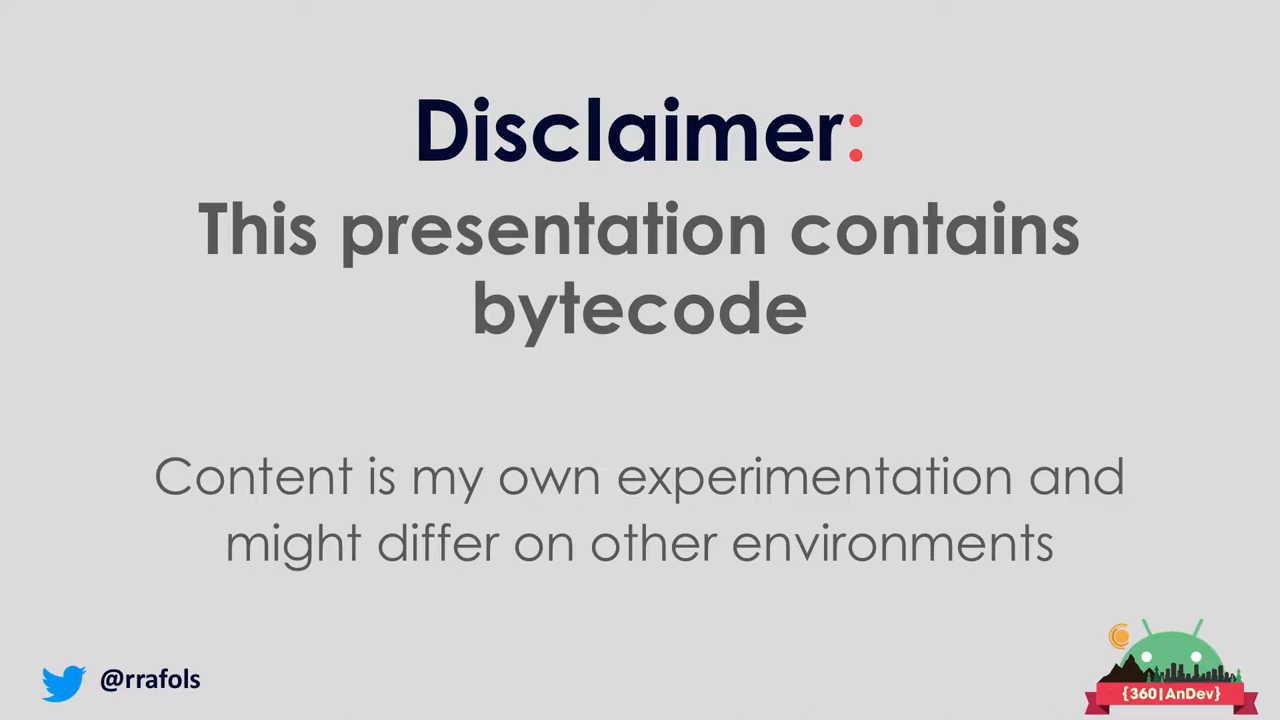 Disclaimer:
This presentation contains
bytecode
Content is my own experimentation and
might differ on other environments
@rrafols
{360|AnDev}